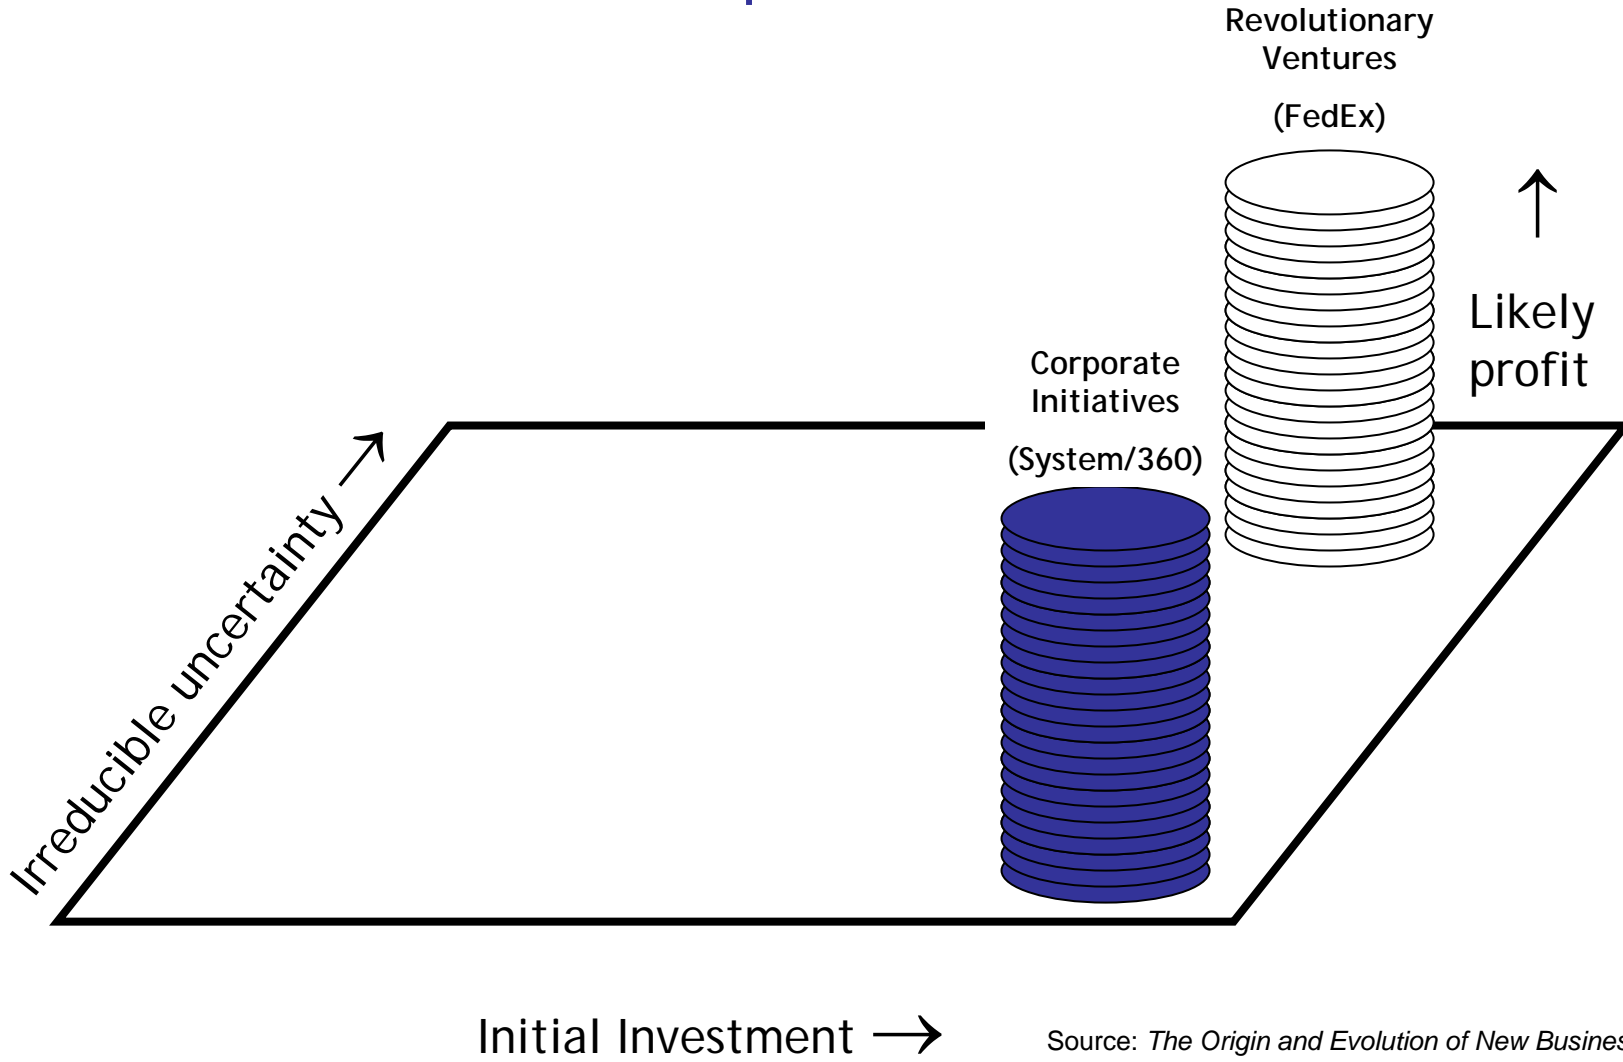 Revolutionary
Ventures
(FedEx)
Likely
profit
Corporate
Initiatives
(System/360)
Irreducible uncertainty →
Initial Investment →
Source: The Origin and Evolution of New